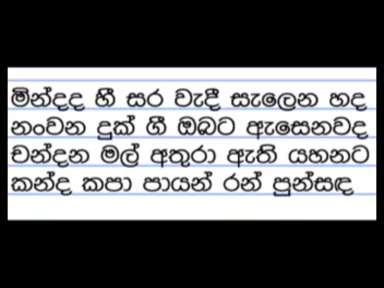 මින්දද හී සර වැදී සැලෙන හද
නංවන දුක් ගී ඔබට ඇසෙනවද
චන්දන මල් අතුරා ඇති යහනට
කන්ද කපා පායන් රන් පුන්සඳ